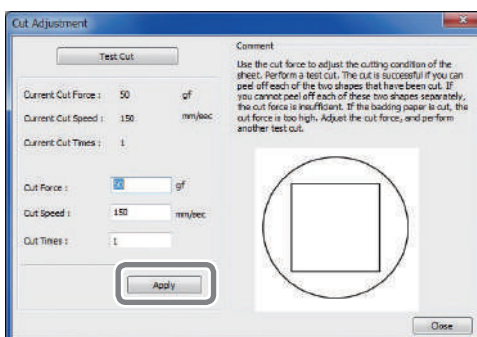 Cut Adjustment
Test Cut
Current Cut Force : 50 gf
Current Cut Speed : 150 mm/sec
Current Cut Times : 1
Cut Force : 50 gf
Cut Speed : 150 mm/sec
Cut Times : 1
Apply
Comment
Use the cut force to adjust the cutting condition of the
sheet. Perform a test cut. The cut is successful if you can
peel off each of the two shapes that have been cut. If
you cannot peel off each of these two shapes separately,
the cut force is insufficient. If the backing paper is cut, the
cut force is too high. Adjust the cut force, and perform
another test cut.
Close